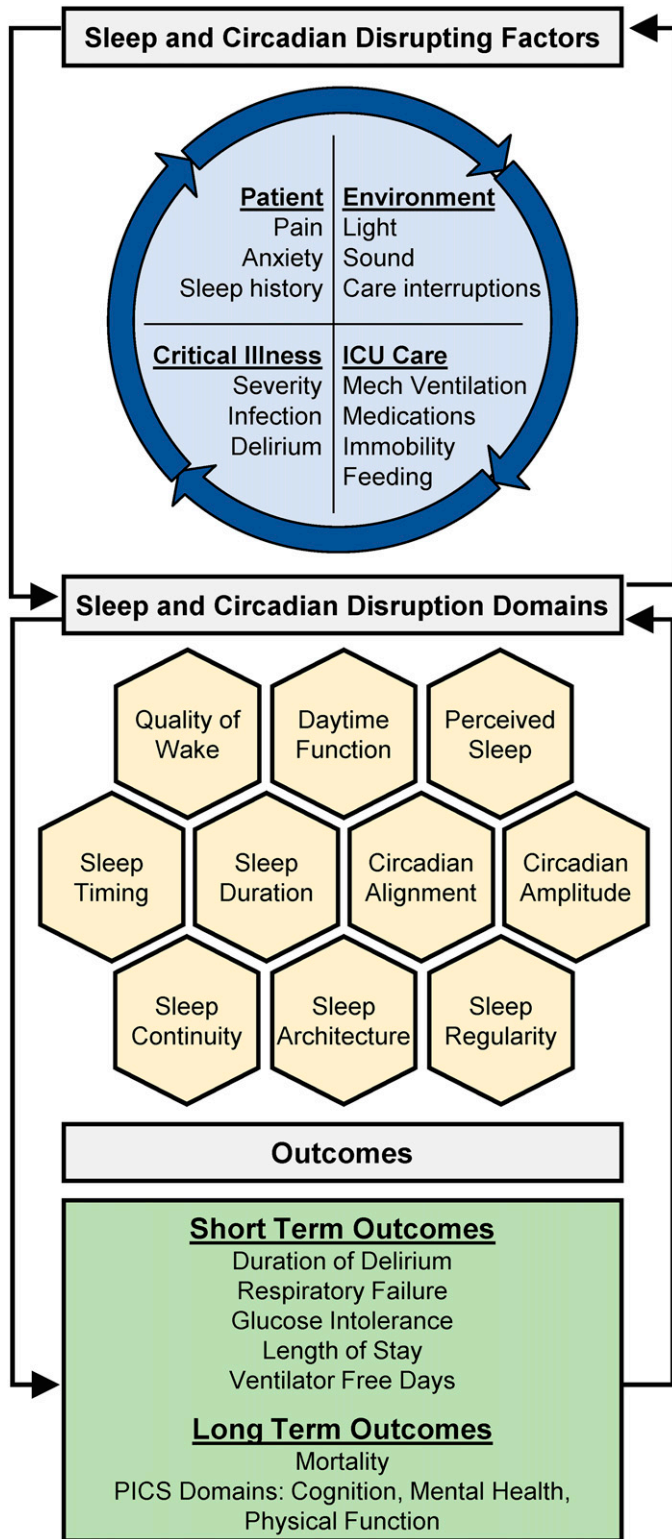 Sleep and Circadian Disrupting Factors
Patient
Pain
Anxiety
Sleep history
Environment
Light
Sound
Care interruptions
Critical Illness
Severity
Infection
Delirium
ICU Care
Mech Ventilation
Medications
Immobility
Feeding
Sleep and Circadian Disruption Domains
Quality of
Wake
Daytime
Function
Perceived
Sleep
Sleep
Timing
Sleep
Duration
Circadian
Alignment
Circadian
Amplitude
Sleep
Continuity
Sleep
Architecture
Sleep
Regularity
Outcomes
Short Term Outcomes
Duration of Delirium
Respiratory Failure
Glucose Intolerance
Length of Stay
Ventilator Free Days
Long Term Outcomes
Mortality
PICS Domains: Cognition, Mental Health,
Physical Function